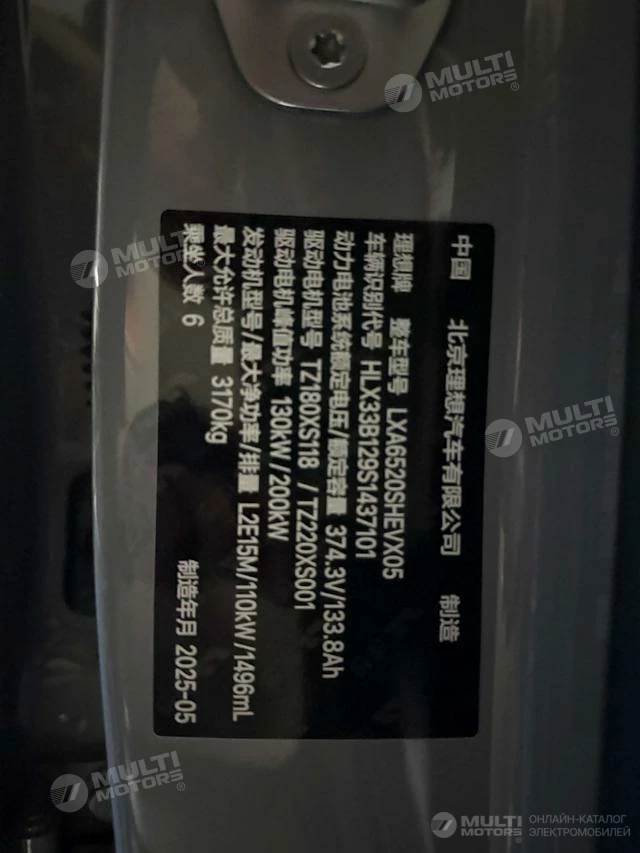 中国 北京理想汽车有限公司 制造
理想牌 整车型号 LXA6520SHEVX05
车辆识别代号 HLX33B129S1437101
动力电池系统额定电压/额定容量 374.3V/133.8Ah
驱动电机型号 TZ180XS118 / TZ220XS001
驱动电机峰值功率 130kW/200kW
发动机型号/最大净功率/排量 L2E15M/110kW/1496mL
最大允许总质量 3170kg
乘坐人数 6 制造年月 2025-05
MULTI MOTORS®
MULTI MOTORS®
MULTI MOTORS®
MULTI MOTORS®
MULTI MOTORS®
ОНЛАЙН-КАТАЛОГ
ЭЛЕКТРОМОБИЛЕЙ